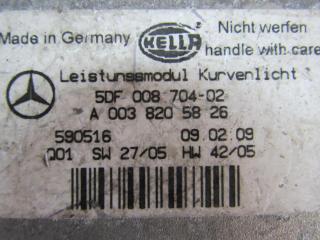 Made in Germany
HELLA
Nicht werfen
handle with care
Leistungsmodul Kurvenlicht
5DF 008 704-02
A 003 820 58 26
590516 09.02.09
Q01 SW 27/05 HW 42/05